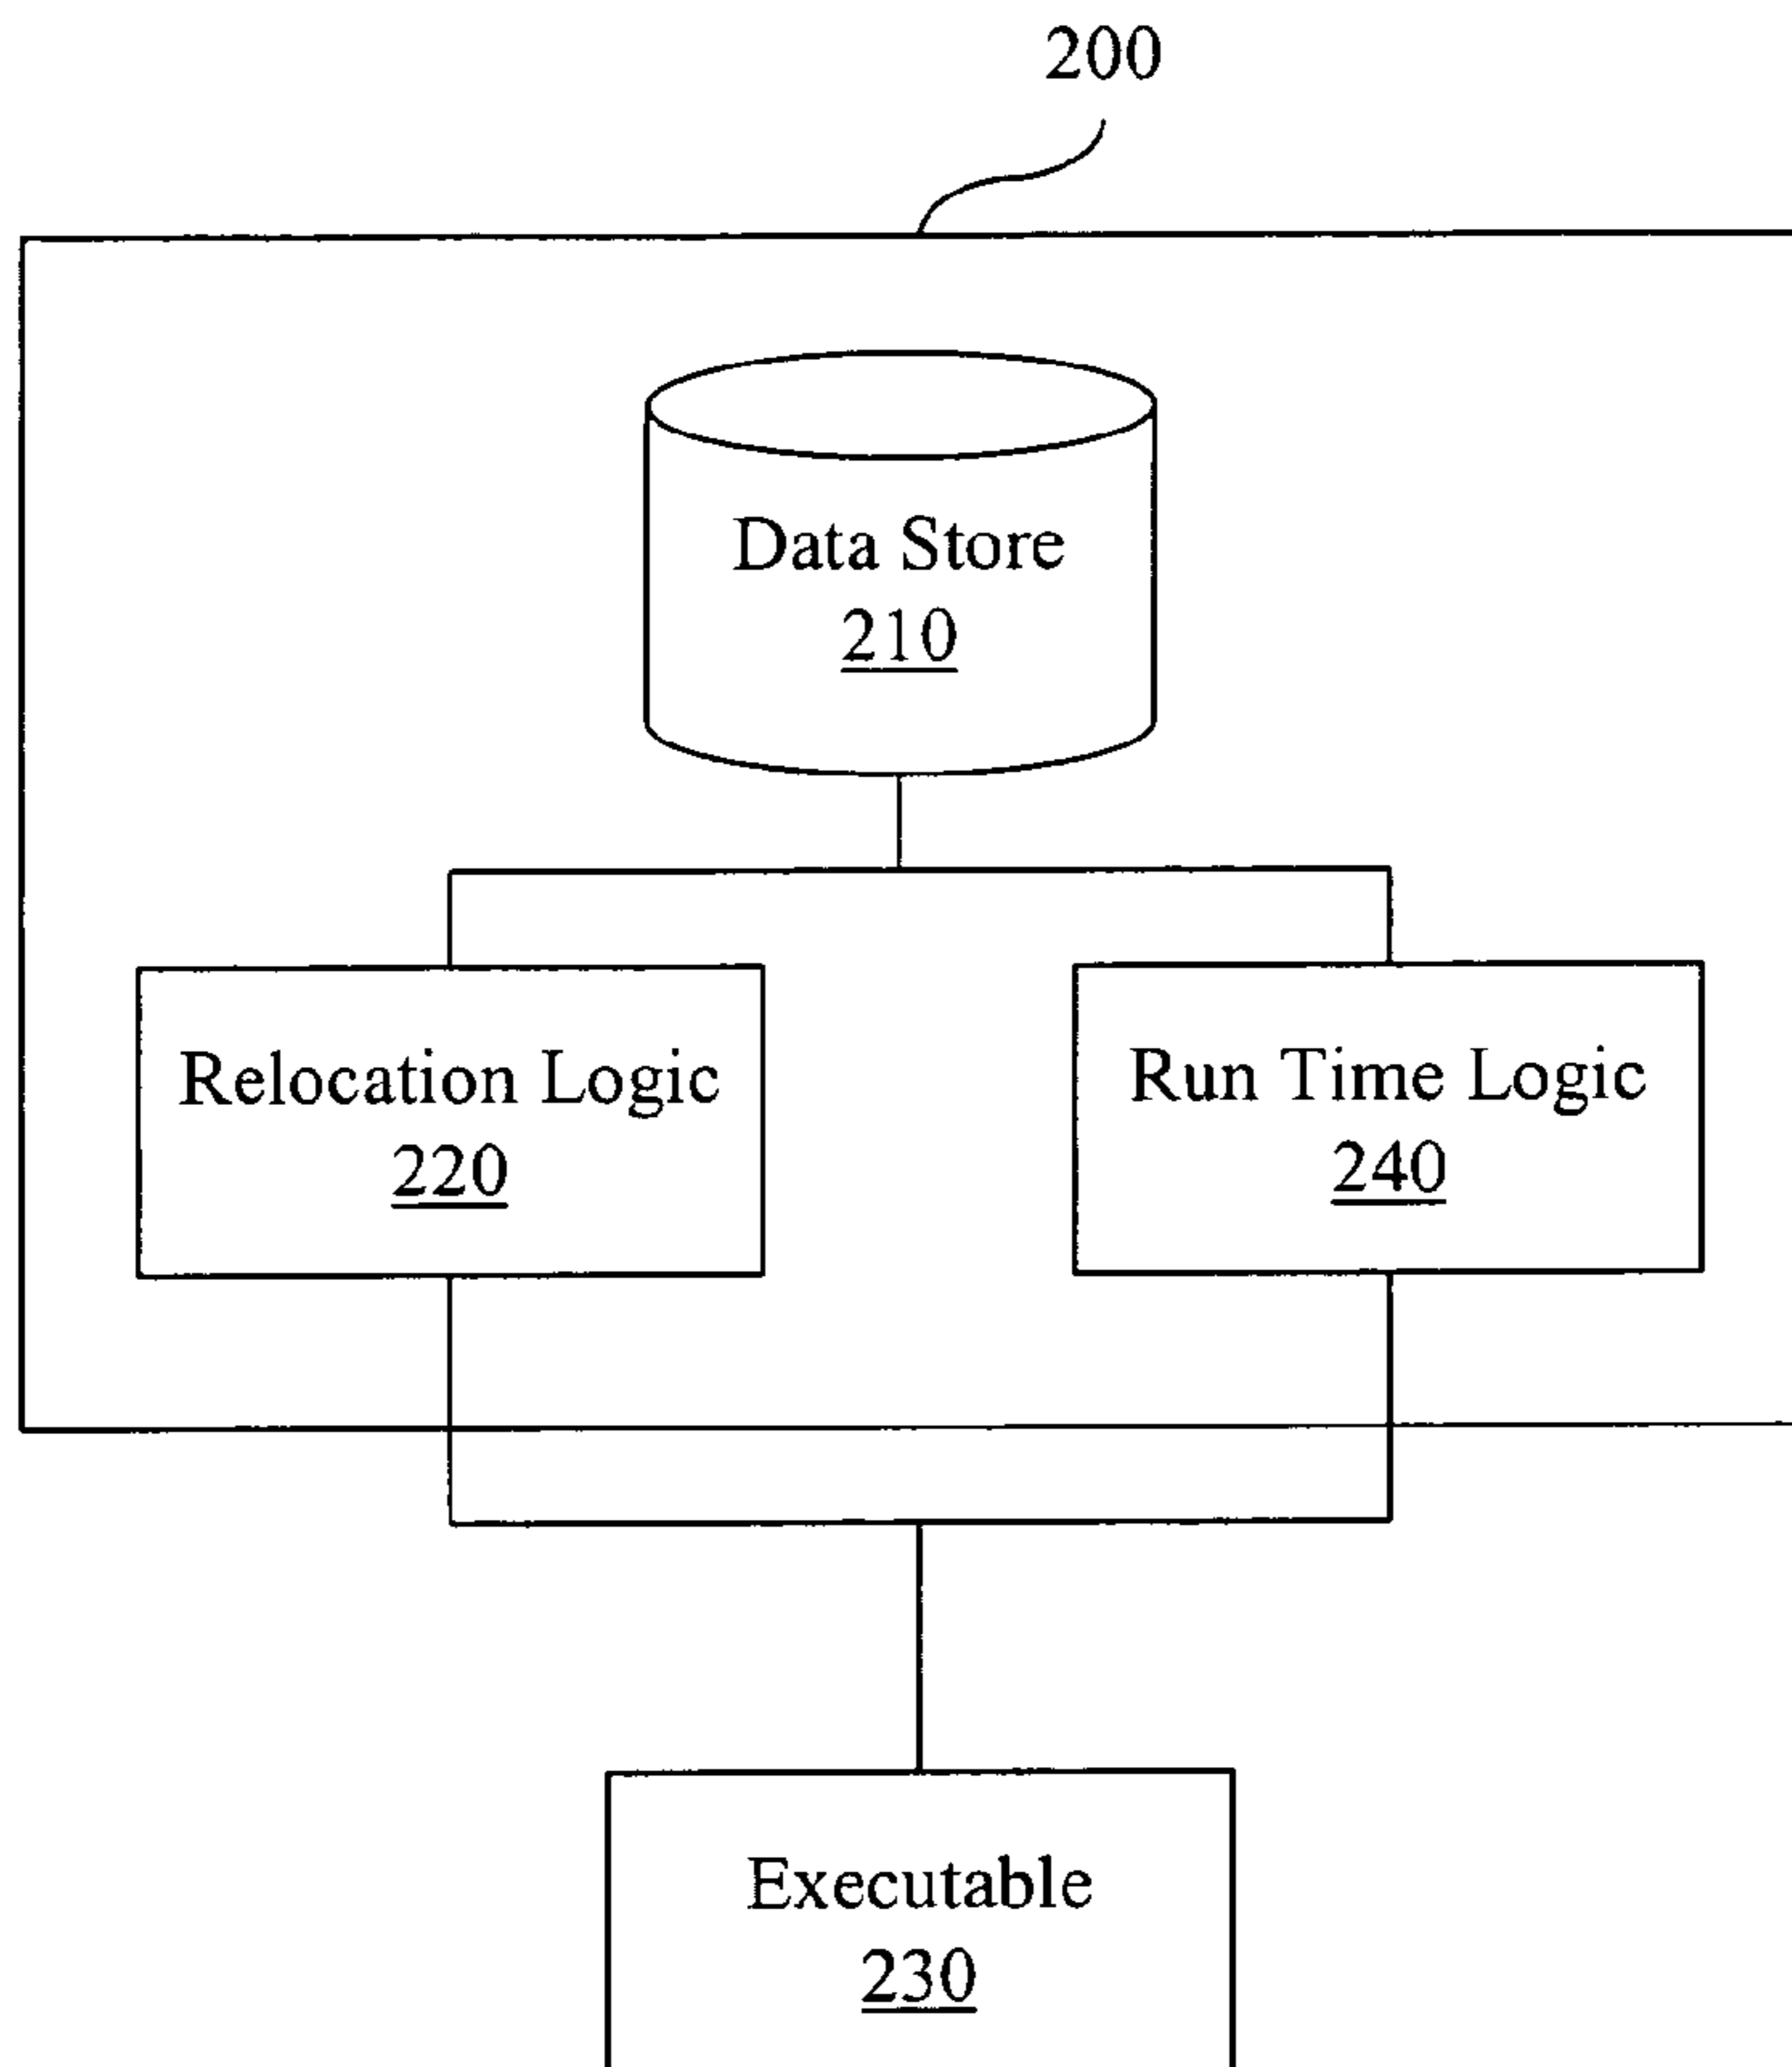 200
Data Store
210
Relocation Logic
220
Run Time Logic
240
Executable
230